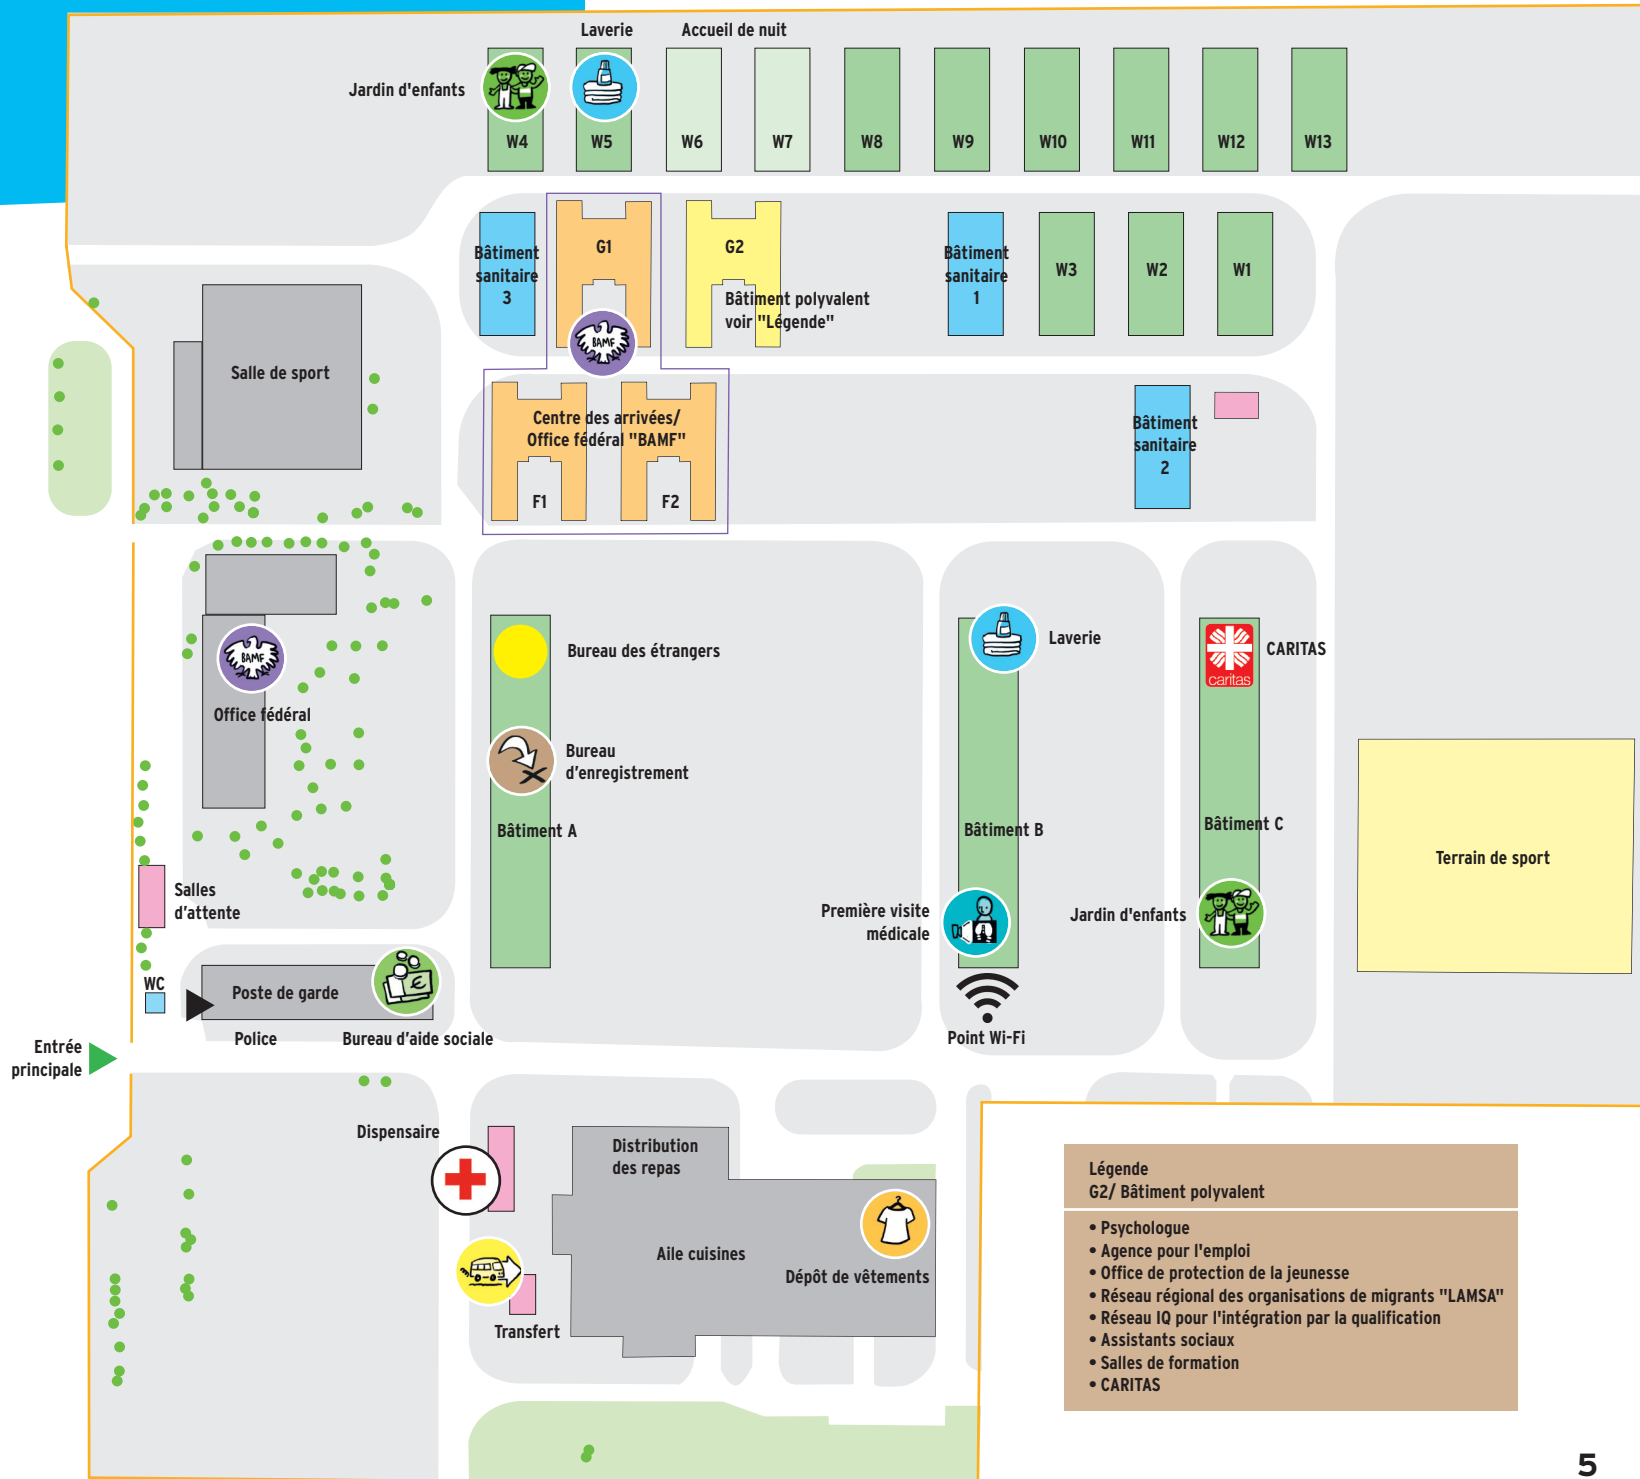 Laverie
Accueil de nuit
Jardin d'enfants
W4
W5
W6
W7
W8
W9
W10
W11
W12
W13
Bâtiment
sanitaire
3
G1
G2
Bâtiment polyvalent
voir "Légende"
BAMF
Bâtiment
sanitaire
1
W3
W2
W1
Salle de sport
Centre des arrivées/
Office fédéral "BAMF"
F1
F2
Bâtiment
sanitaire
2
BAMF
Office fédéral
Bureau des étrangers
Bureau
d'enregistrement
Bâtiment A
Laverie
Bâtiment B
Première visite
médicale
Point Wi-Fi
caritas
CARITAS
Bâtiment C
Jardin d'enfants
Terrain de sport
Salles
d'attente
WC
Poste de garde
Police
Bureau d'aide sociale
€
Entrée
principale
Dispensaire
Distribution
des repas
Aile cuisines
Dépôt de vêtements
Transfert
Légende
G2/ Bâtiment polyvalent
• Psychologue
• Agence pour l'emploi
• Office de protection de la jeunesse
• Réseau régional des organisations de migrants "LAMSA"
• Réseau IQ pour l'intégration par la qualification
• Assistants sociaux
• Salles de formation
• CARITAS
5